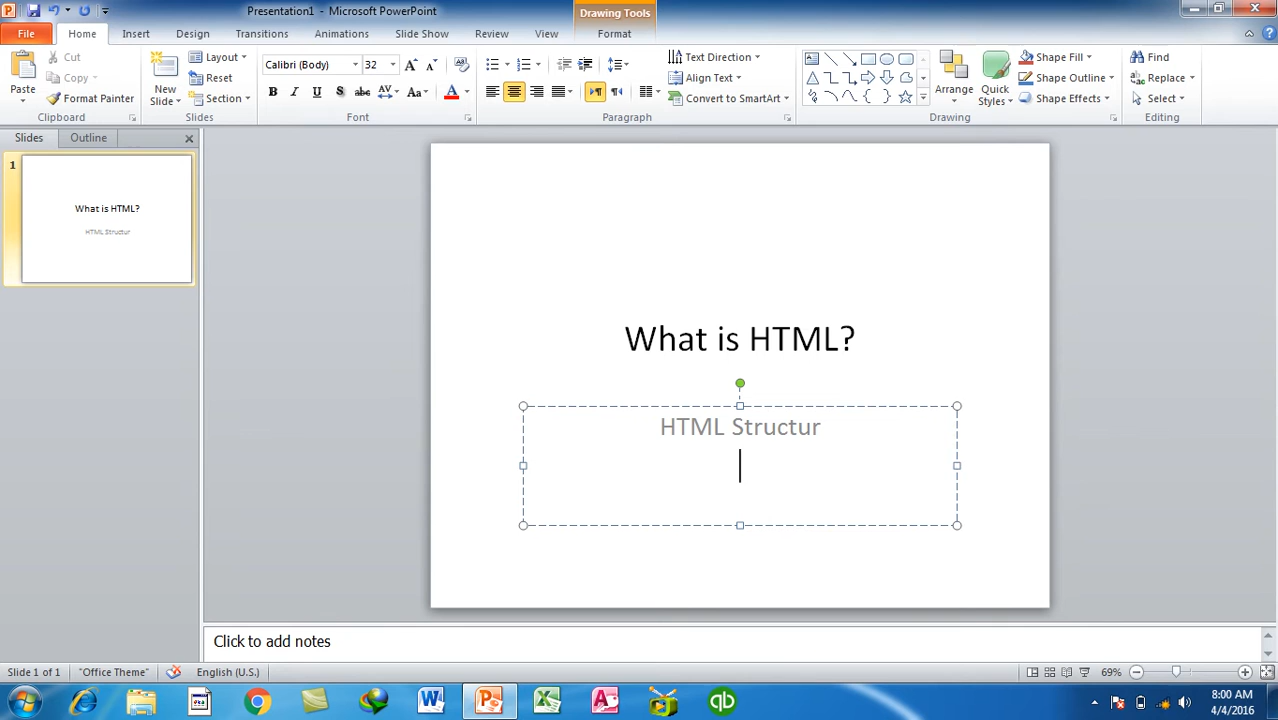 Presentation1 - Microsoft PowerPoint
Drawing Tools
File Home Insert Design Transitions Animations Slide Show Review View Format
Paste
Cut
Copy
Format Painter
Clipboard
New Slide
Layout
Reset
Section
Slides
Calibri (Body) 32
B I U S abc AV Aa A
Font
Text Direction
Align Text
Convert to SmartArt
Paragraph
Arrange
Quick Styles
Shape Fill
Shape Outline
Shape Effects
Drawing
Find
Replace
Select
Editing
Slides Outline
1
What is HTML?
HTML Structur
What is HTML?
HTML Structur
Click to add notes
Slide 1 of 1 "Office Theme" English (U.S.) 69%
8:00 AM
4/4/2016